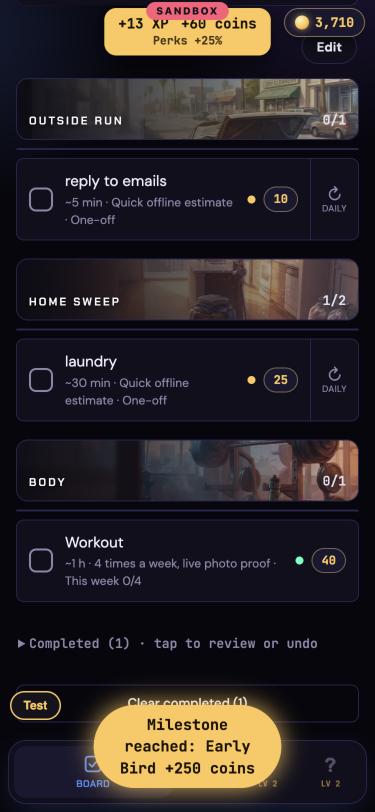 SANDBOX
+13 XP +60 coins
Perks +25%
3,710
Edit
OUTSIDE RUN
0/1
reply to emails
~5 min · Quick offline estimate
· One-off
10
DAILY
HOME SWEEP
1/2
laundry
~30 min · Quick offline
estimate · One-off
25
DAILY
BODY
0/1
Workout
~1 h · 4 times a week, live photo proof ·
This week 0/4
40
▶Completed (1) · tap to review or undo
Test
Clear completed (1)
Milestone
reached: Early
Bird +250 coins
BOARD
LV 2
?
LV 2